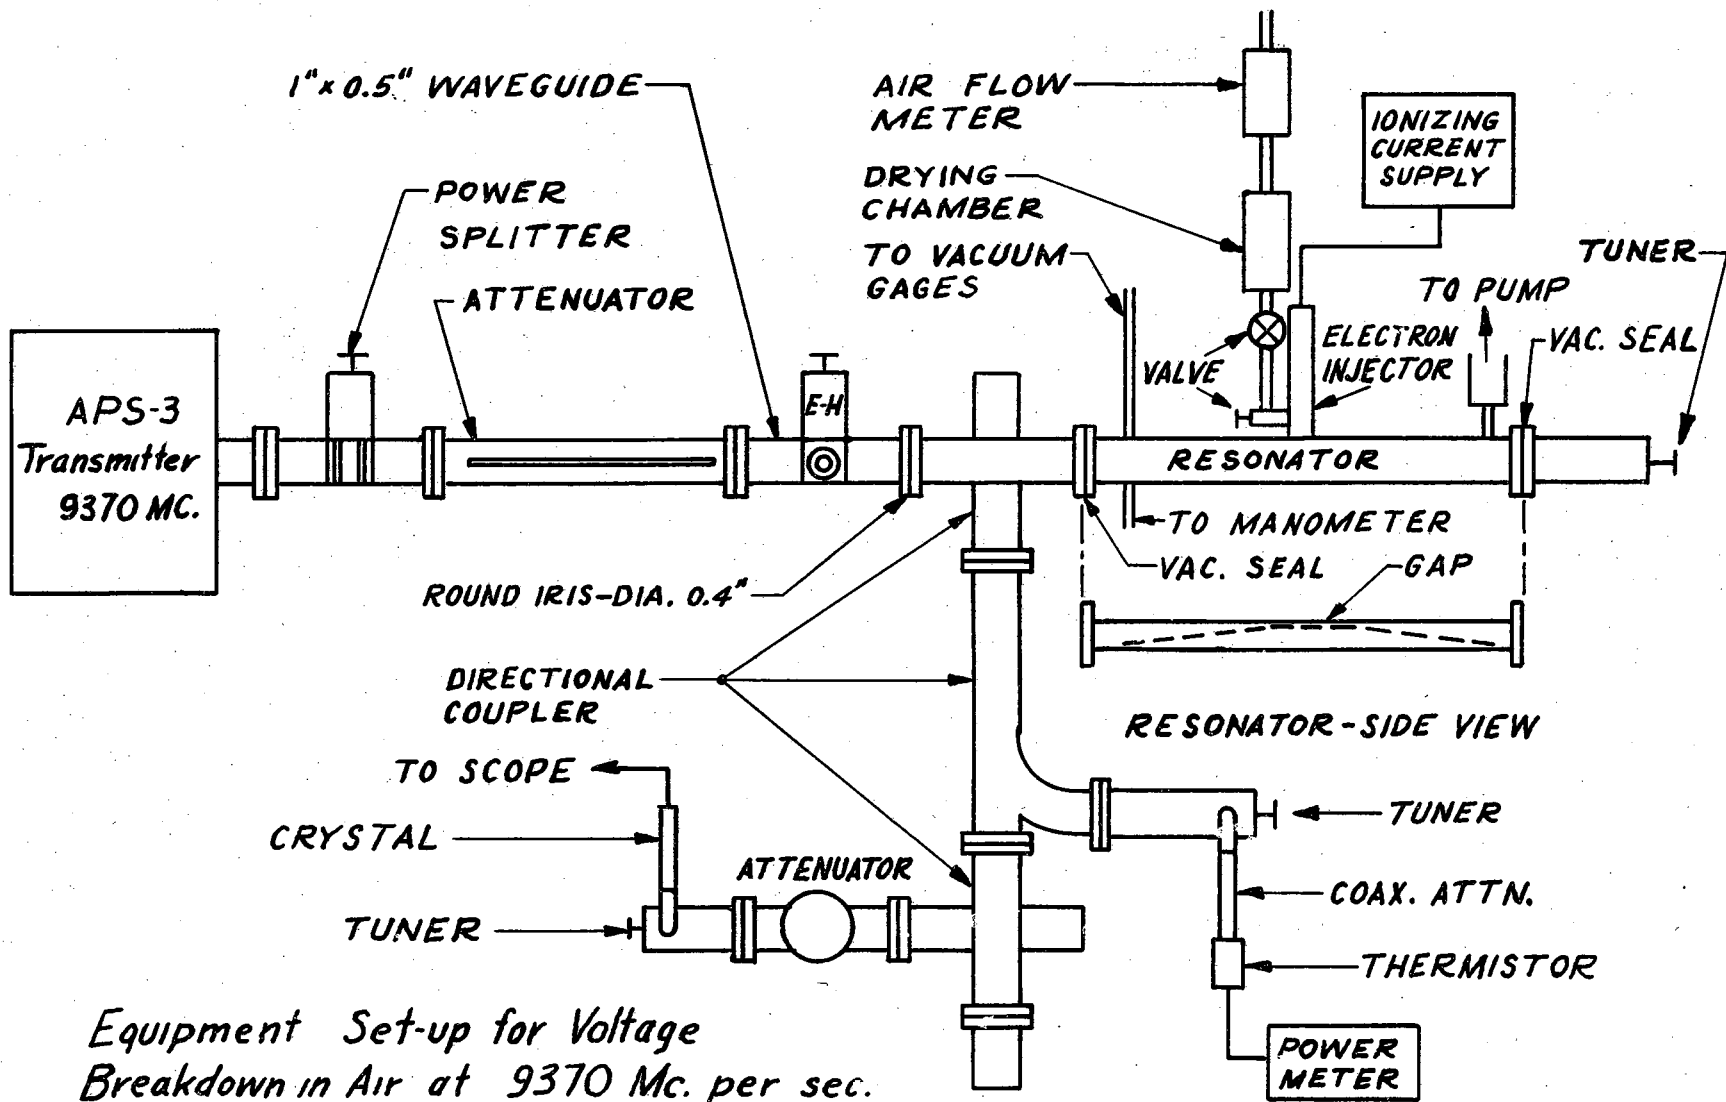 1" x 0.5" WAVEGUIDE
AIR FLOW
METER
IONIZING
CURRENT
SUPPLY
POWER
SPLITTER
DRYING
CHAMBER
TO VACUUM
GAGES
TUNER
ATTENUATOR
TO PUMP
VALVE
ELECTRON
INJECTOR
VAC. SEAL
APS-3
Transmitter
9370 MC.
E-H
RESONATOR
TO MANOMETER
VAC. SEAL
GAP
ROUND IRIS-DIA. 0.4"
DIRECTIONAL
COUPLER
RESONATOR-SIDE VIEW
TO SCOPE
CRYSTAL
ATTENUATOR
TUNER
TUNER
COAX. ATTN.
THERMISTOR
POWER
METER
Equipment Set-up for Voltage
Breakdown in Air at 9370 Mc. per sec.